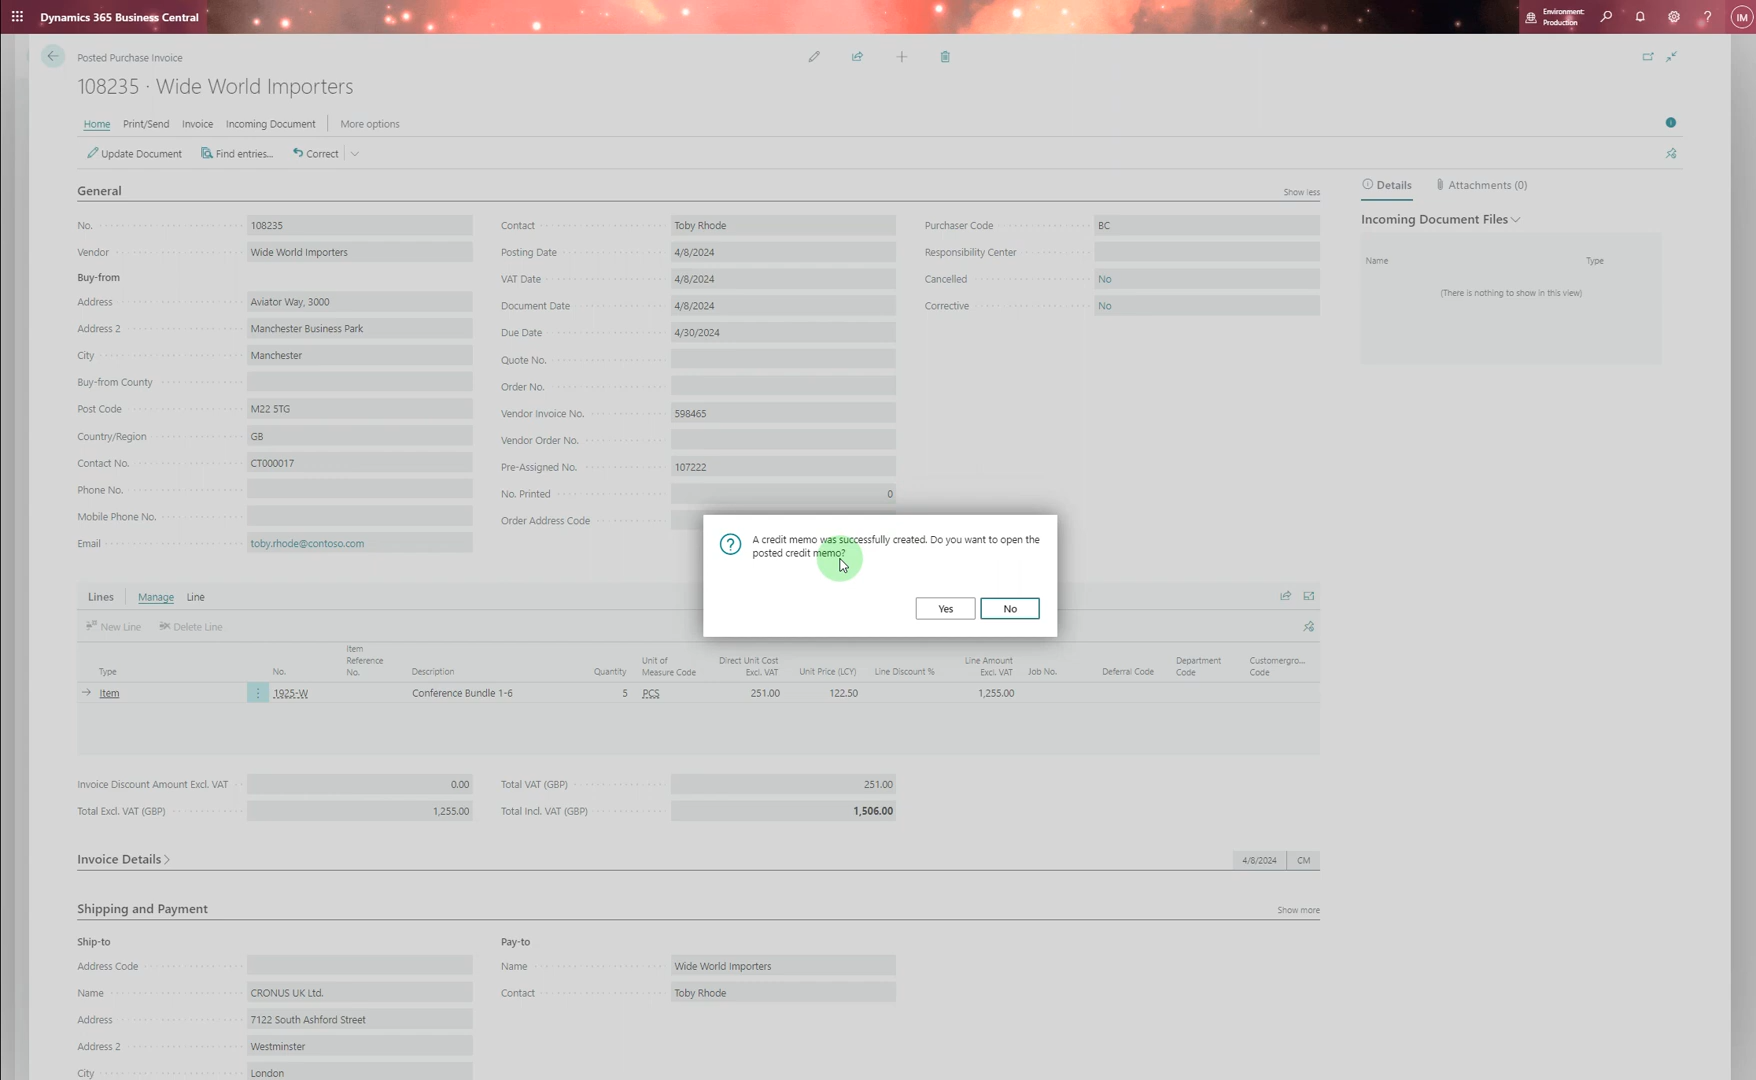 Dynamics 365 Business Central
Environment:
Production
IM
Posted Purchase Invoice
108235 · Wide World Importers
Home Print/Send Invoice Incoming Document More options
Update Document Find entries... Correct
General
Show less
No. 108235
Vendor Wide World Importers
Buy-from
Address Aviator Way, 3000
Address 2 Manchester Business Park
City Manchester
Buy-from County
Post Code M22 5TG
Country/Region GB
Contact No. CT000017
Phone No.
Mobile Phone No.
Email toby.rhode@contoso.com
Contact Toby Rhode
Posting Date 4/8/2024
VAT Date 4/8/2024
Document Date 4/8/2024
Due Date 4/30/2024
Quote No.
Order No.
Vendor Invoice No. 598465
Vendor Order No.
Pre-Assigned No. 107222
No. Printed 0
Order Address Code
Purchaser Code BC
Responsibility Center
Cancelled No
Corrective No
Details Attachments (0)
Incoming Document Files
Name Type
(There is nothing to show in this view)
A credit memo was successfully created. Do you want to open the
posted credit memo?
Yes No
Lines Manage Line
New Line Delete Line
Type No. Item Reference No. Description Quantity Unit of Measure Code Direct Unit Cost Excl. VAT Unit Price (LCY) Line Discount % Line Amount Excl. VAT Job No. Deferral Code Department Code Customergro... Code
Item 1925-W Conference Bundle 1-6 5 PCS 251.00 122.50 1,255.00
Invoice Discount Amount Excl. VAT 0.00 Total VAT (GBP) 251.00
Total Excl. VAT (GBP) 1,255.00 Total Incl. VAT (GBP) 1,506.00
Invoice Details 4/8/2024 CM
Shipping and Payment Show more
Ship-to
Address Code
Name CRONUS UK Ltd.
Address 7122 South Ashford Street
Address 2 Westminster
City London
Pay-to
Name Wide World Importers
Contact Toby Rhode